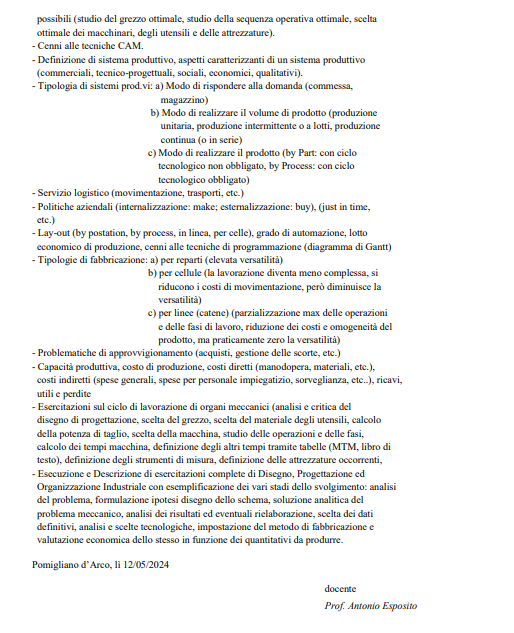 possibili (studio del grezzo ottimale, studio della sequenza operativa ottimale, scelta
ottimale dei macchinari, degli utensili e delle attrezzature).
- Cenni alle tecniche CAM.
- Definizione di sistema produttivo, aspetti caratterizzanti di un sistema produttivo
(commerciali, tecnico-progettuali, sociali, economici, qualitativi).
- Tipologia di sistemi prod.vi: a) Modo di rispondere alla domanda (commessa,
magazzino)
b) Modo di realizzare il volume di prodotto (produzione
unitaria, produzione intermittente o a lotti, produzione
continua (o in serie)
c) Modo di realizzare il prodotto (by Part: con ciclo
tecnologico non obbligato, by Process: con ciclo
tecnologico obbligato)
- Servizio logistico (movimentazione, trasporti, etc.)
- Politiche aziendali (internalizzazione: make; esternalizzazione: buy), (just in time,
etc.)
- Lay-out (by postation, by process, in linea, per celle), grado di automazione, lotto
economico di produzione, cenni alle tecniche di programmazione (diagramma di Gantt)
- Tipologie di fabbricazione: a) per reparti (elevata versatilità)
b) per cellule (la lavorazione diventa meno complessa, si
riducono i costi di movimentazione, però diminuisce la
versatilità)
c) per linee (catene) (parzializzazione max delle operazioni
e delle fasi di lavoro, riduzione dei costi e omogeneità del
prodotto, ma praticamente zero la versatilità)
- Problematiche di approvvigionamento (acquisti, gestione delle scorte, etc.)
- Capacità produttiva, costo di produzione, costi diretti (manodopera, materiali, etc.),
costi indiretti (spese generali, spese per personale impiegatizio, sorveglianza, etc..), ricavi,
utili e perdite
- Esercitazioni sul ciclo di lavorazione di organi meccanici (analisi e critica del
disegno di progettazione, scelta del grezzo, scelta del materiale degli utensili, calcolo
della potenza di taglio, scelta della macchina, studio delle operazioni e delle fasi,
calcolo dei tempi macchina, definizione degli altri tempi tramite tabelle (MTM, libro di
testo), definizione degli strumenti di misura, definizione delle attrezzature occorrenti,
- Esecuzione e Descrizione di esercitazioni complete di Disegno, Progettazione ed
Organizzazione Industriale con esemplificazione dei vari stadi dello svolgimento: analisi
del problema, formulazione ipotesi disegno dello schema, soluzione analitica del
problema meccanico, analisi dei risultati ed eventuali rielaborazione, scelta dei dati
definitivi, analisi e scelte tecnologiche, impostazione del metodo di fabbricazione e
valutazione economica dello stesso in funzione dei quantitativi da produrre.
Pomigliano d'Arco, lì 12/05/2024
docente
Prof. Antonio Esposito